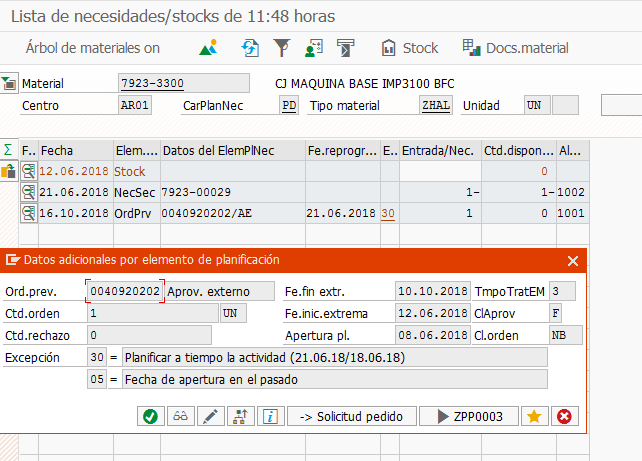 Lista de necesidades/stocks de 11:48 horas
Árbol de materiales on Stock Docs.material
Material 7923-3300 CJ MAQUINA BASE IMP3100 BFC
Centro AR01 CarPlanNec PD Tipo material ZHAL Unidad UN
Σ F.. Fecha Elem.... Datos del ElemPlNec Fe.reprogr... E.. Entrada/Nec. Ctd.dispon... Al...
12.06.2018 Stock 0
21.06.2018 NecSec 7923-00029 1- 1- 1002
16.10.2018 OrdPrv 0040920202/AE 21.06.2018 30 1 0 1001
Datos adicionales por elemento de planificación
Ord.prev. 0040920202 Aprov. externo Fe.fin extr. 10.10.2018 TmpoTratEM 3
Ctd.orden 1 UN Fe.inic.extrema 12.06.2018 ClAprov F
Ctd.rechazo 0 Apertura pl. 08.06.2018 Cl.orden NB
Excepción 30 = Planificar a tiempo la actividad (21.06.18/18.06.18)
05 = Fecha de apertura en el pasado
-> Solicitud pedido ZPP0003